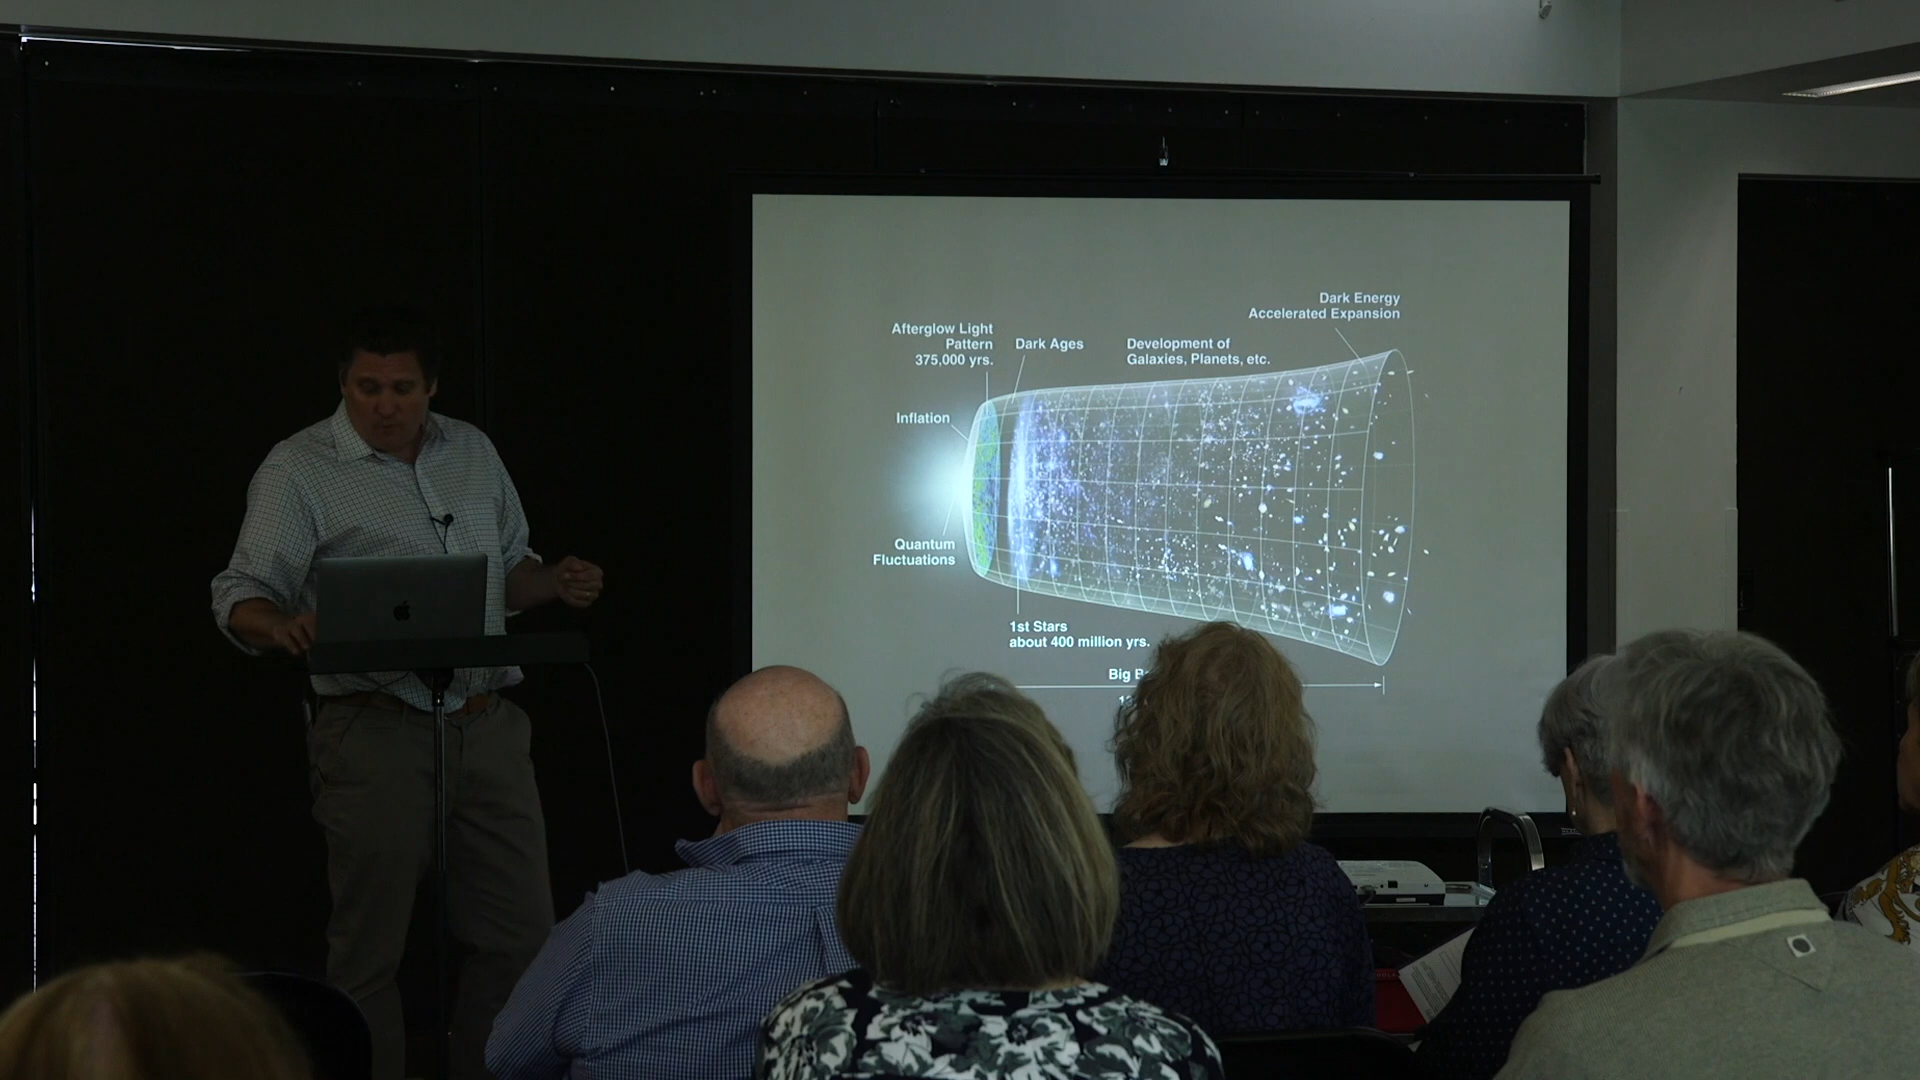 Dark Energy
Accelerated Expansion
Afterglow Light
Pattern
375,000 yrs.
Dark Ages
Development of
Galaxies, Planets, etc.
Inflation
Quantum
Fluctuations
1st Stars
about 400 million yrs.
Big